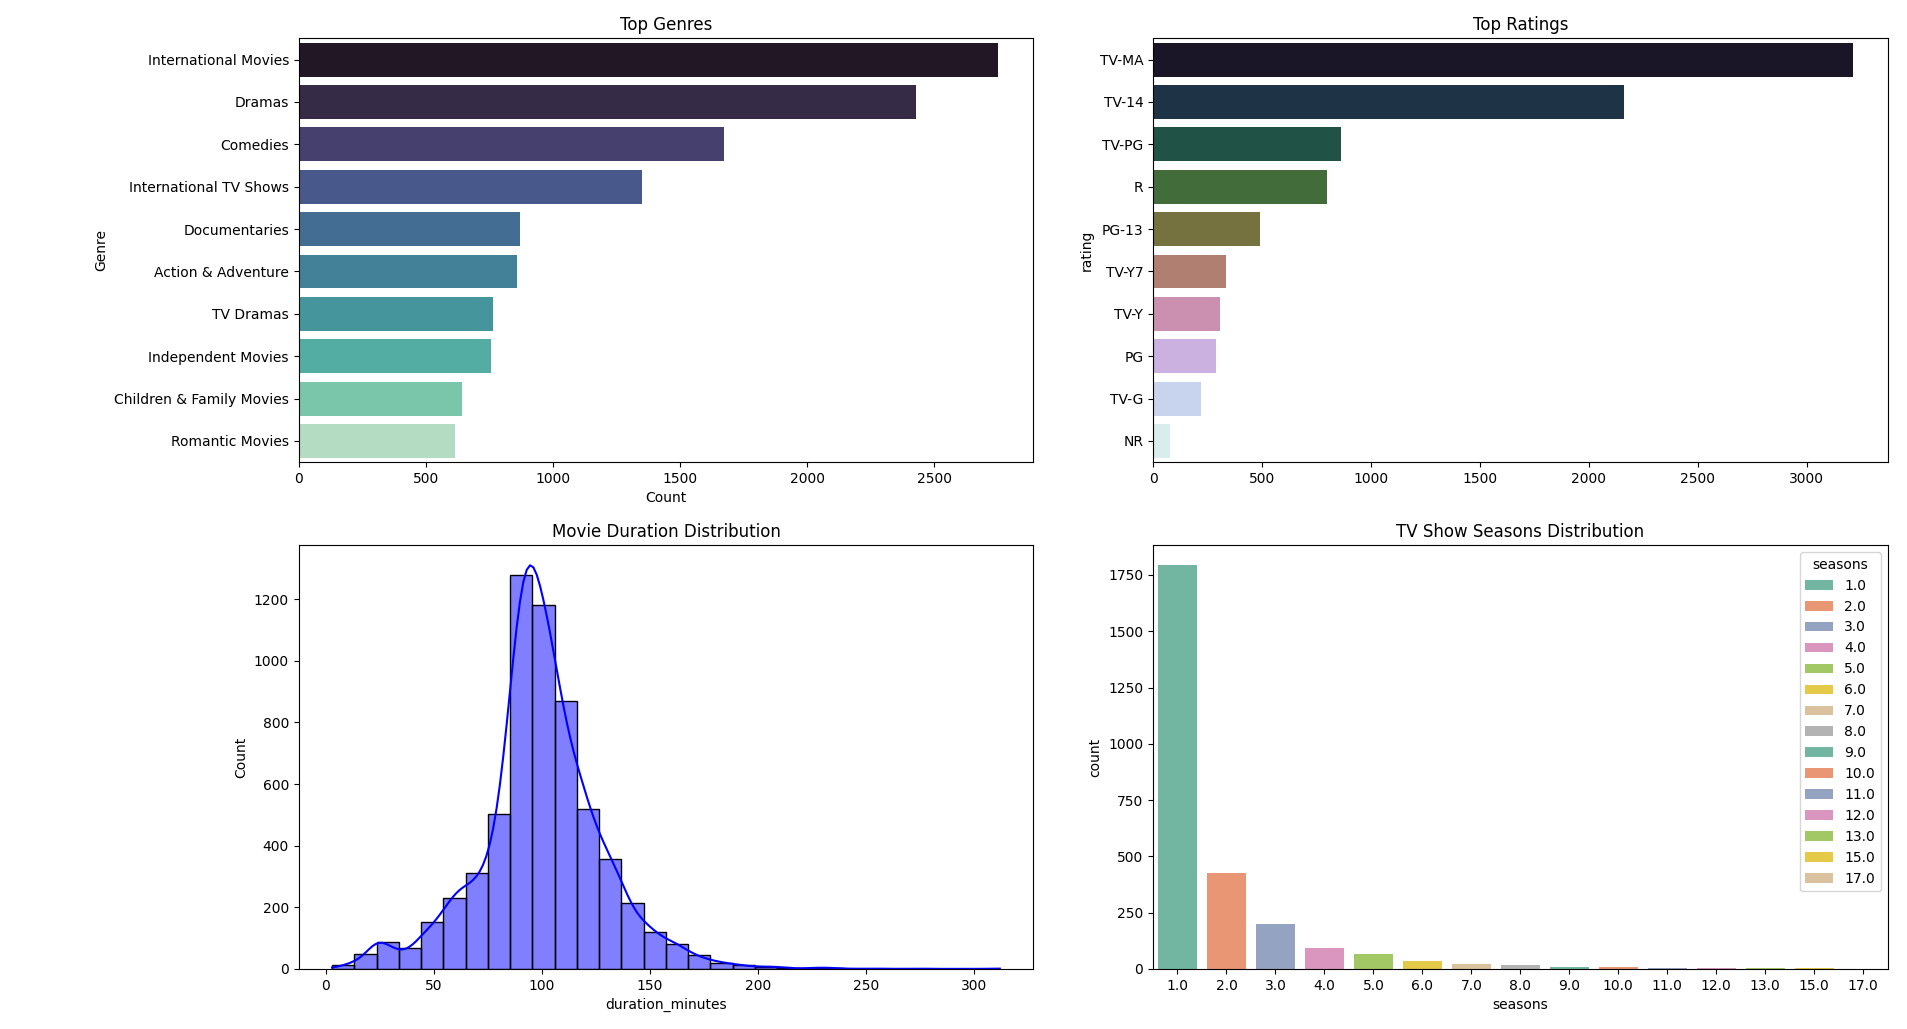 Top Genres
International Movies
Dramas
Comedies
International TV Shows
Documentaries
Action & Adventure
TV Dramas
Independent Movies
Children & Family Movies
Romantic Movies
Genre
0 500 1000 1500 2000 2500
Count
Top Ratings
TV-MA
TV-14
TV-PG
R
PG-13
TV-Y7
TV-Y
PG
TV-G
NR
rating
0 500 1000 1500 2000 2500 3000
Movie Duration Distribution
1200
1000
800
600
400
200
0
Count
0 50 100 150 200 250 300
duration_minutes
TV Show Seasons Distribution
1750
1500
1250
1000
750
500
250
0
count
1.0 2.0 3.0 4.0 5.0 6.0 7.0 8.0 9.0 10.0 11.0 12.0 13.0 15.0 17.0
seasons
seasons
1.0
2.0
3.0
4.0
5.0
6.0
7.0
8.0
9.0
10.0
11.0
12.0
13.0
15.0
17.0